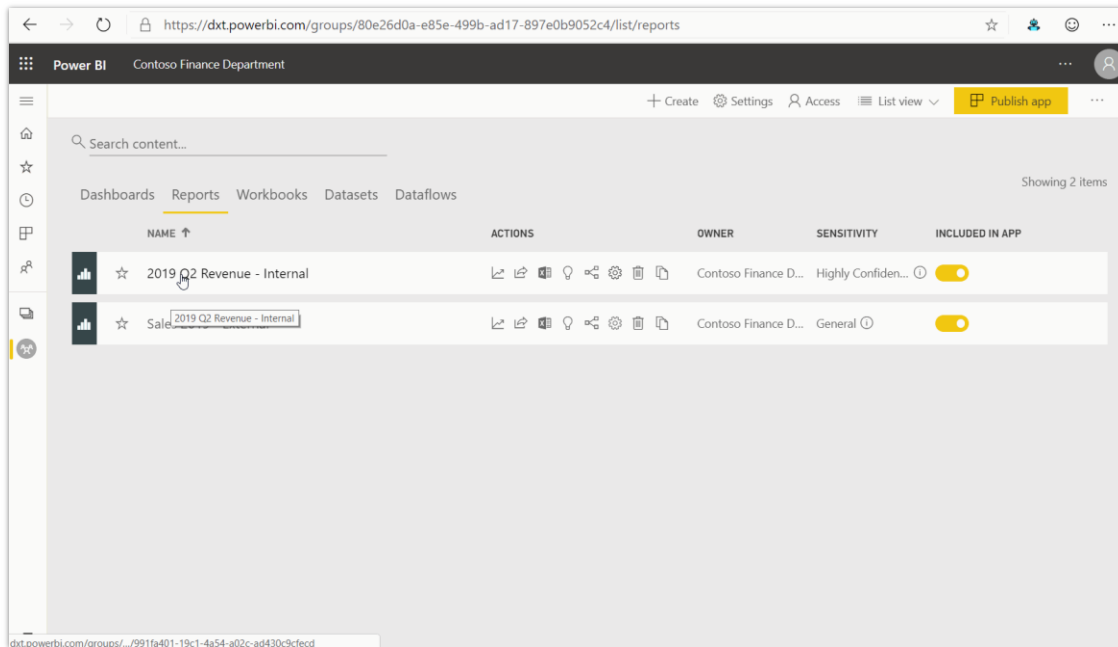 https://dxt.powerbi.com/groups/80e26d0a-e85e-499b-ad17-897e0b9052c4/list/reports
Power BI Contoso Finance Department
Create Settings Access List view Publish app
Search content...
Showing 2 items
Dashboards Reports Workbooks Datasets Dataflows
NAME ACTIONS OWNER SENSITIVITY INCLUDED IN APP
2019 Q2 Revenue - Internal Contoso Finance D... Highly Confiden...
2019 Q2 Revenue - Internal
Contoso Finance D... General
dxt.powerbi.com/groups/.../991fa401-19c1-4a54-a02c-ad430c9cfecd